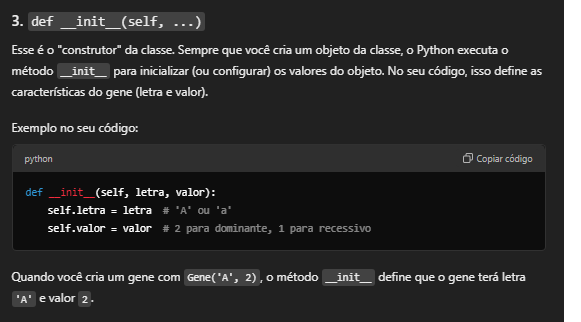 3. def __init__(self, ...)
Esse é o "construtor" da classe. Sempre que você cria um objeto da classe, o Python executa o
método __init__ para inicializar (ou configurar) os valores do objeto. No seu código, isso define as
características do gene (letra e valor).
Exemplo no seu código:
python Copiar código
def __init__(self, letra, valor):
    self.letra = letra  # 'A' ou 'a'
    self.valor = valor  # 2 para dominante, 1 para recessivo
Quando você cria um gene com Gene('A', 2), o método __init__ define que o gene terá letra
'A' e valor 2.